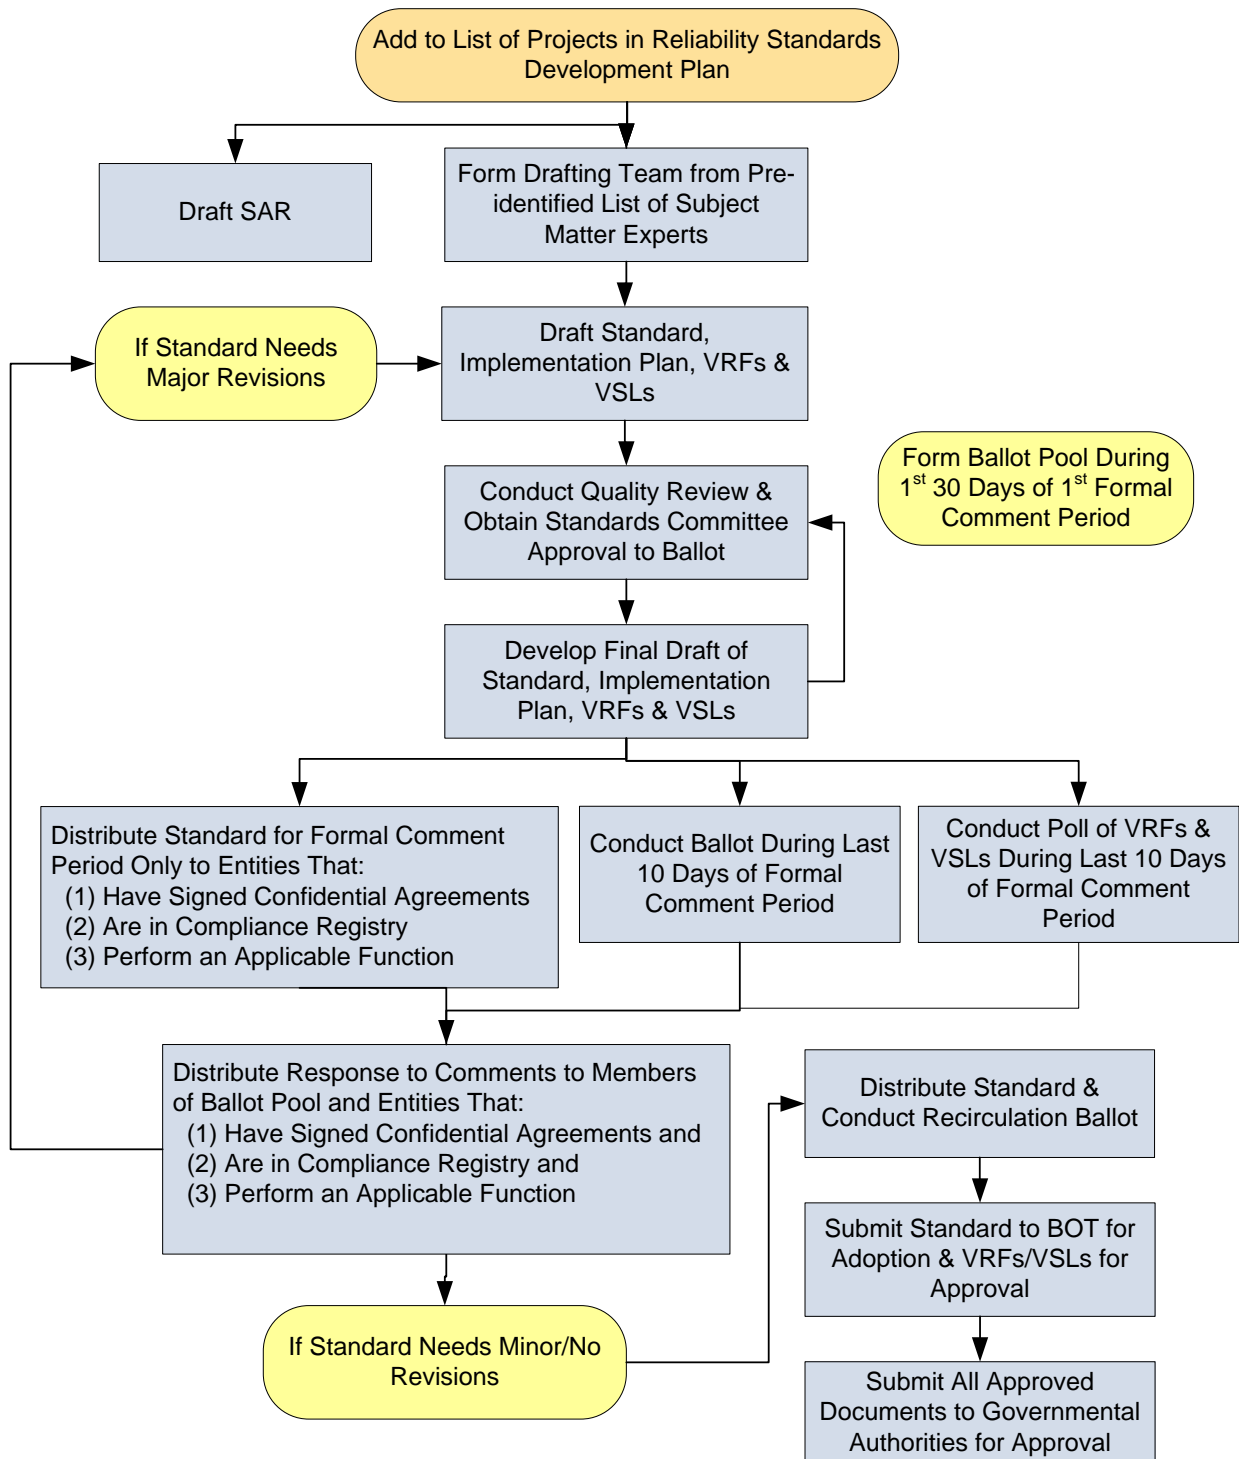 Add to List of Projects in Reliability Standards
Development Plan
Draft SAR
Form Drafting Team from Pre-
identified List of Subject
Matter Experts
If Standard Needs
Major Revisions
Draft Standard,
Implementation Plan, VRFs &
VSLs
Form Ballot Pool During
1st 30 Days of 1st Formal
Comment Period
Conduct Quality Review &
Obtain Standards Committee
Approval to Ballot
Develop Final Draft of
Standard, Implementation
Plan, VRFs & VSLs
Distribute Standard for Formal Comment
Period Only to Entities That:
(1) Have Signed Confidential Agreements
(2) Are in Compliance Registry
(3) Perform an Applicable Function
Conduct Ballot During Last
10 Days of Formal
Comment Period
Conduct Poll of VRFs &
VSLs During Last 10 Days
of Formal Comment
Period
Distribute Response to Comments to Members
of Ballot Pool and Entities That:
(1) Have Signed Confidential Agreements and
(2) Are in Compliance Registry and
(3) Perform an Applicable Function
Distribute Standard &
Conduct Recirculation Ballot
Submit Standard to BOT for
Adoption & VRFs/VSLs for
Approval
If Standard Needs Minor/No
Revisions
Submit All Approved
Documents to Governmental
Authorities for Approval